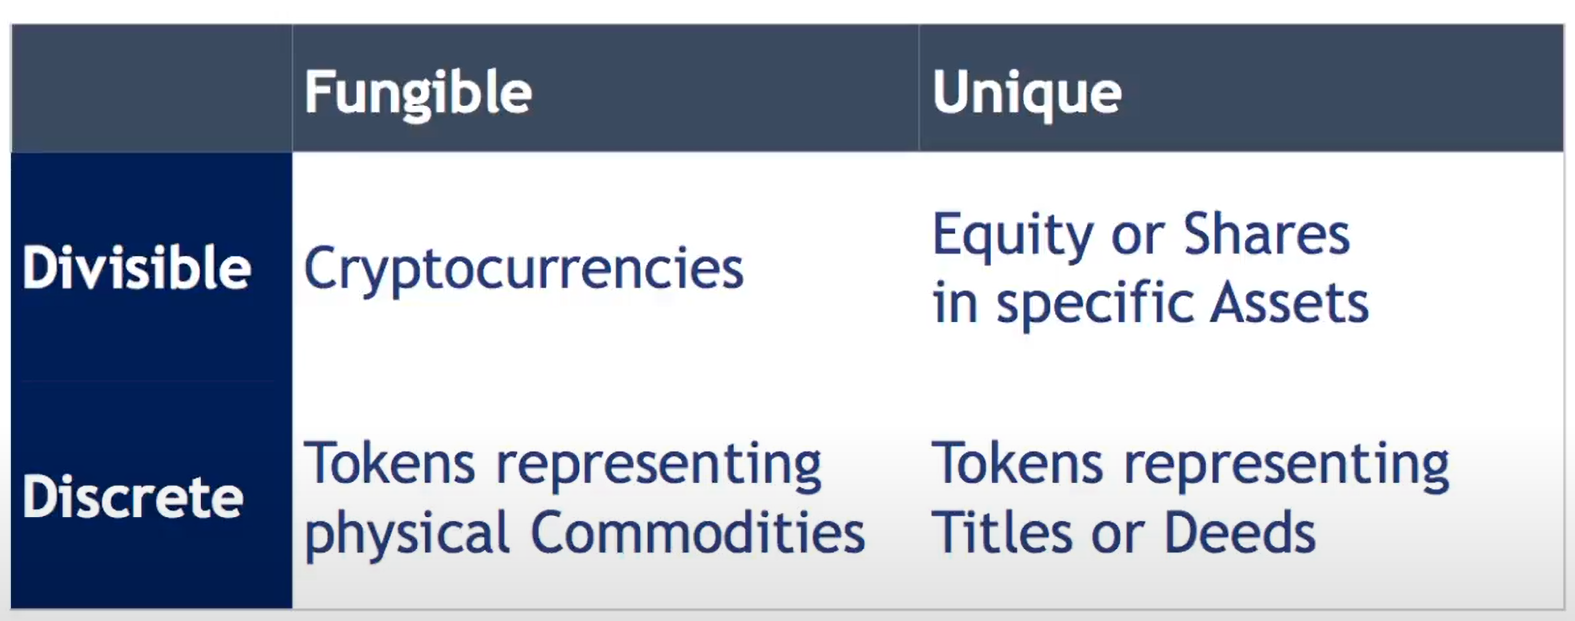 Fungible
Unique
Divisible
Cryptocurrencies
Equity or Shares
in specific Assets
Discrete
Tokens representing
physical Commodities
Tokens representing
Titles or Deeds